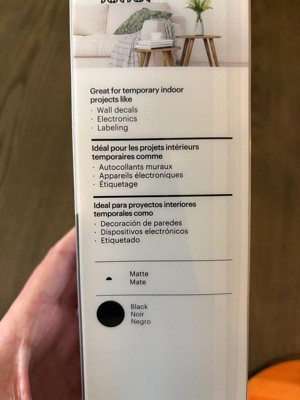 Great for temporary indoor
projects like
· Wall decals
· Electronics
· Labeling
Idéal pour les projets intérieurs
temporaires comme
· Autocollants muraux
· Appareils électroniques
· Étiquetage
Ideal para proyectos interiores
temporales como
· Decoración de paredes
· Dispositivos electrónicos
· Etiquetado
Matte
Mate
Black
Noir
Negro